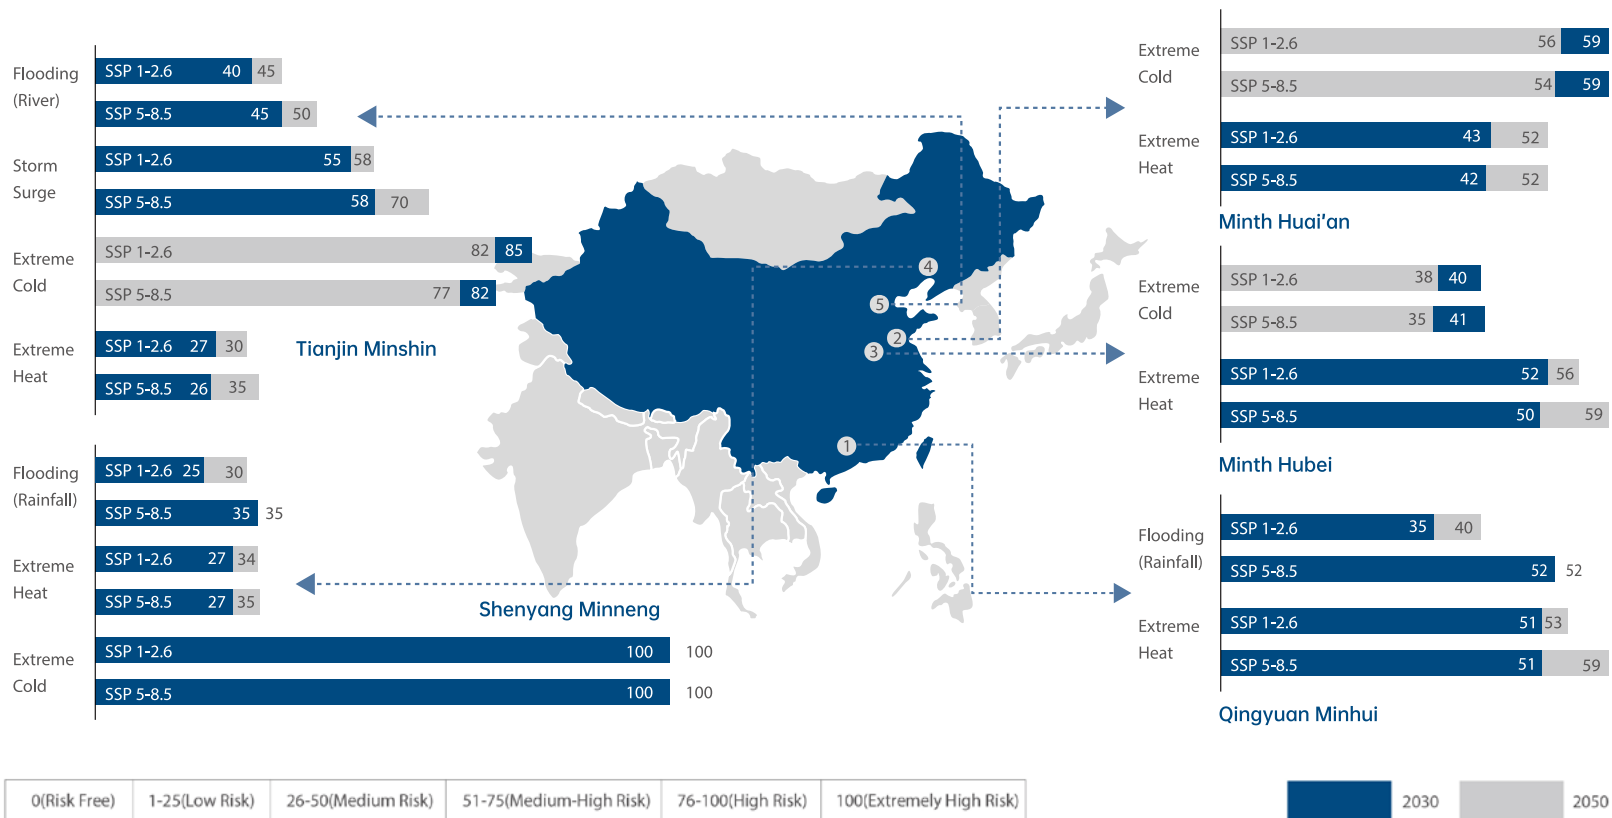 Flooding
(River)
SSP 1-2.6 40 45
SSP 5-8.5 45 50
Storm
Surge
SSP 1-2.6 55 58
SSP 5-8.5 58 70
Extreme
Cold
SSP 1-2.6 82 85
SSP 5-8.5 77 82
Extreme
Heat
SSP 1-2.6 27 30
SSP 5-8.5 26 35
Tianjin Minshin
Flooding
(Rainfall)
SSP 1-2.6 25 30
SSP 5-8.5 35 35
Extreme
Heat
SSP 1-2.6 27 34
SSP 5-8.5 27 35
Shenyang Minneng
Extreme
Cold
SSP 1-2.6 100 100
SSP 5-8.5 100 100
4
5
2
3
1
Extreme
Cold
SSP 1-2.6 56 59
SSP 5-8.5 54 59
Extreme
Heat
SSP 1-2.6 43 52
SSP 5-8.5 42 52
Minth Huai'an
Extreme
Cold
SSP 1-2.6 38 40
SSP 5-8.5 35 41
Extreme
Heat
SSP 1-2.6 52 56
SSP 5-8.5 50 59
Minth Hubei
Flooding
(Rainfall)
SSP 1-2.6 35 40
SSP 5-8.5 52 52
Extreme
Heat
SSP 1-2.6 51 53
SSP 5-8.5 51 59
Qingyuan Minhui
0(Risk Free) 1-25(Low Risk) 26-50(Medium Risk) 51-75(Medium-High Risk) 76-100(High Risk) 100(Extremely High Risk)
2030 2050